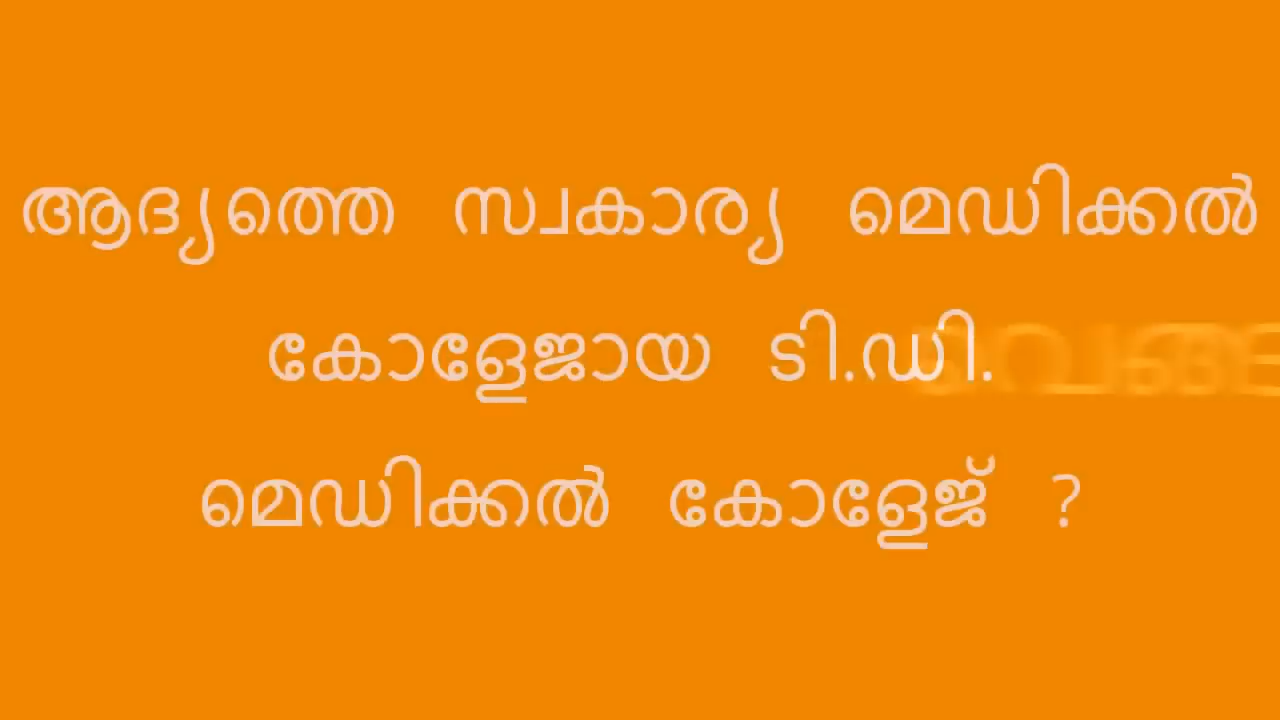 ആദ്യത്തെ സ്വകാര്യ മെഡിക്കൽ
കോളേജായ ടി.ഡി.
മെഡിക്കൽ കോളേജ് ?